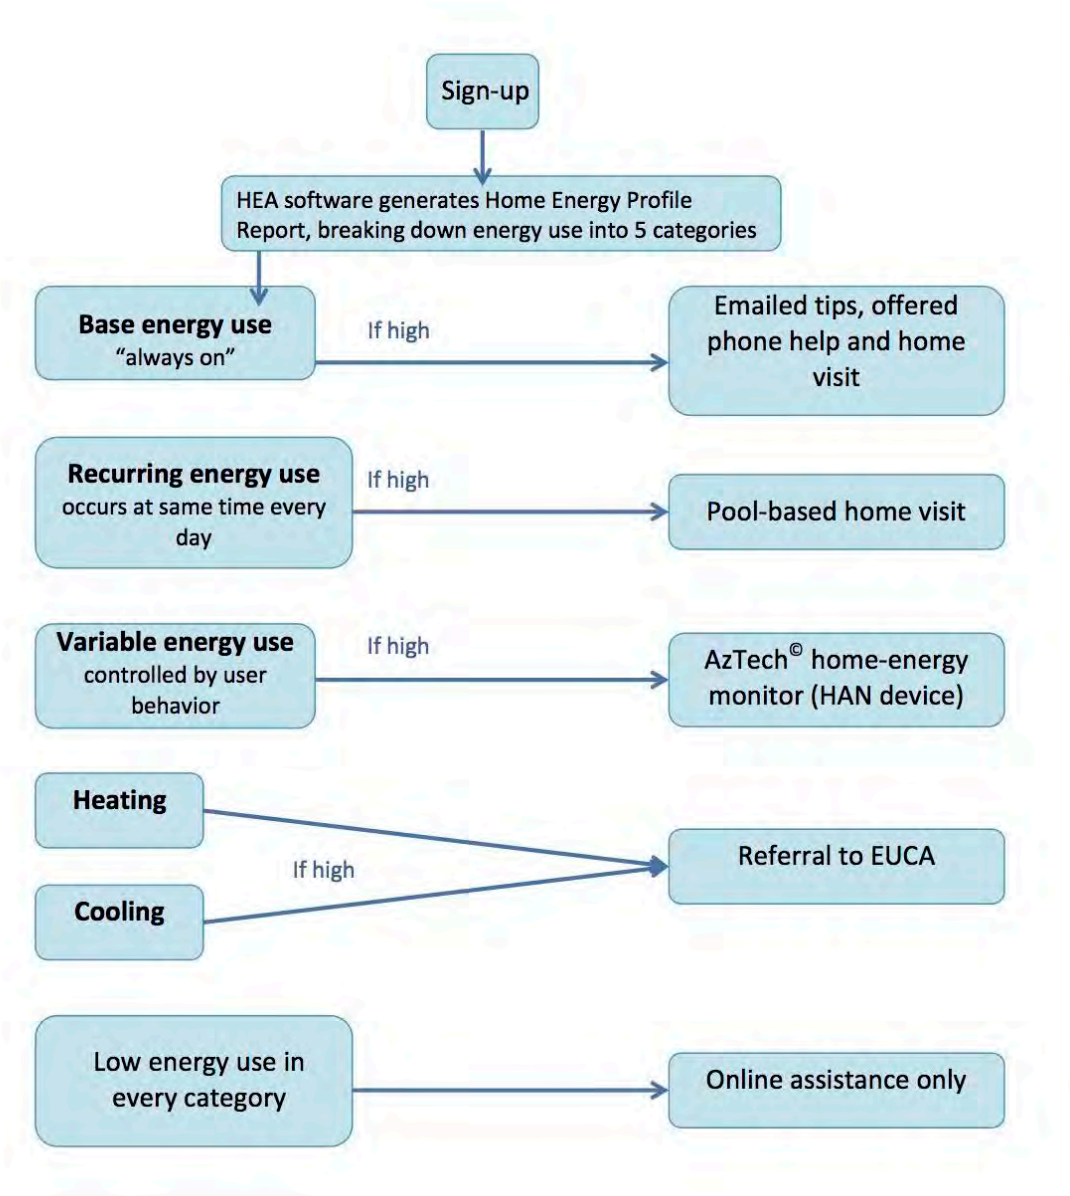 Sign-up
HEA software generates Home Energy Profile
Report, breaking down energy use into 5 categories
Base energy use
“always on”
If high
Emailed tips, offered
phone help and home
visit
Recurring energy use
occurs at same time every
day
If high
Pool-based home visit
Variable energy use
controlled by user
behavior
If high
AzTech© home-energy
monitor (HAN device)
Heating
If high
Referral to EUCA
Cooling
Low energy use in
every category
Online assistance only